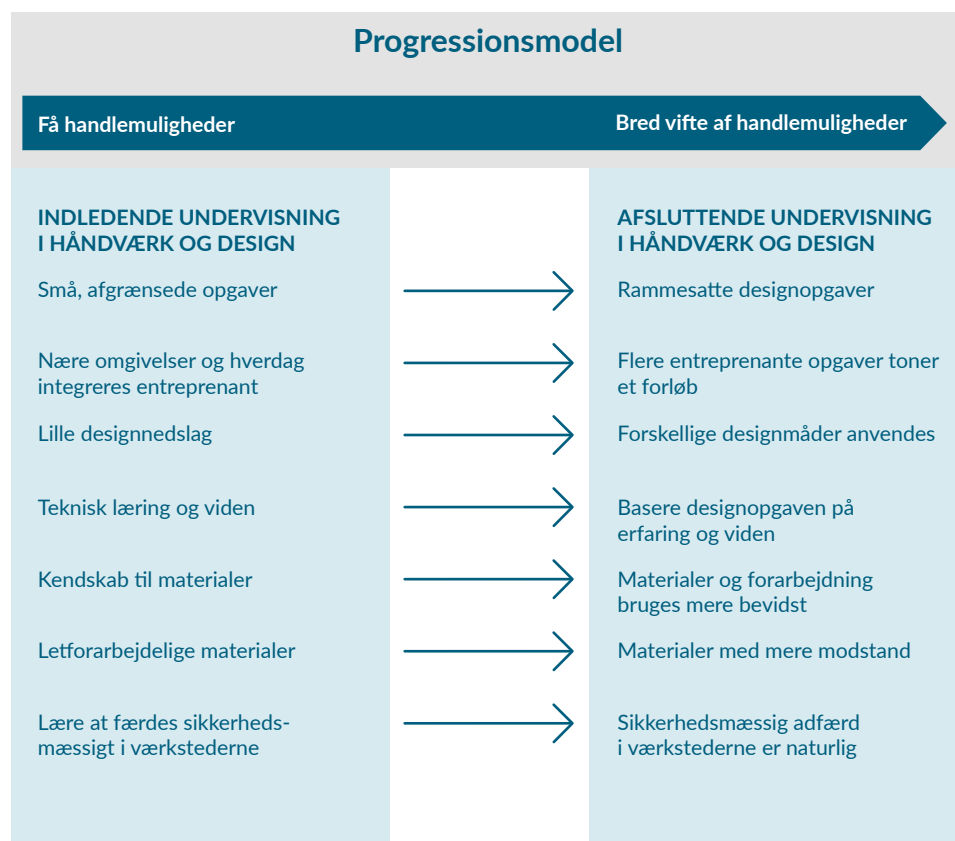 Progressionsmodel
Få handlemuligheder
Bred vifte af handlemuligheder
INDLEDENDE UNDERVISNING
I HÅNDVÆRK OG DESIGN
AFSLUTTENDE UNDERVISNING
I HÅNDVÆRK OG DESIGN
Små, afgrænsede opgaver
Rammesatte designopgaver
Nære omgivelser og hverdag
integreres entreprenant
Flere entreprenante opgaver toner
et forløb
Lille designnedslag
Forskellige designmåder anvendes
Teknisk læring og viden
Basere designopgaven på
erfaring og viden
Kendskab til materialer
Materialer og forarbejdning
bruges mere bevidst
Letforarbejdelige materialer
Materialer med mere modstand
Lære at færdes sikkerheds-
mæssigt i værkstederne
Sikkerhedsmæssig adfærd
i værkstederne er naturlig